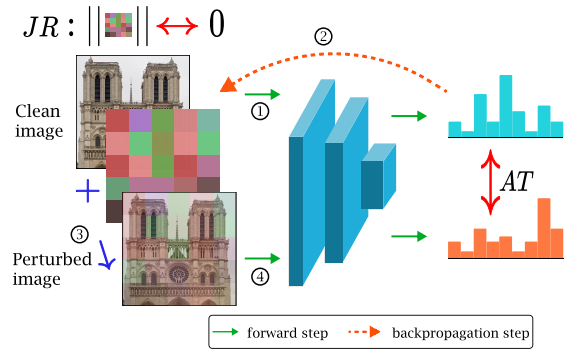 JR: || || ↔ 0
②
Clean
image
①
+
AT
③
Perturbed
image
④
forward step
backpropagation step